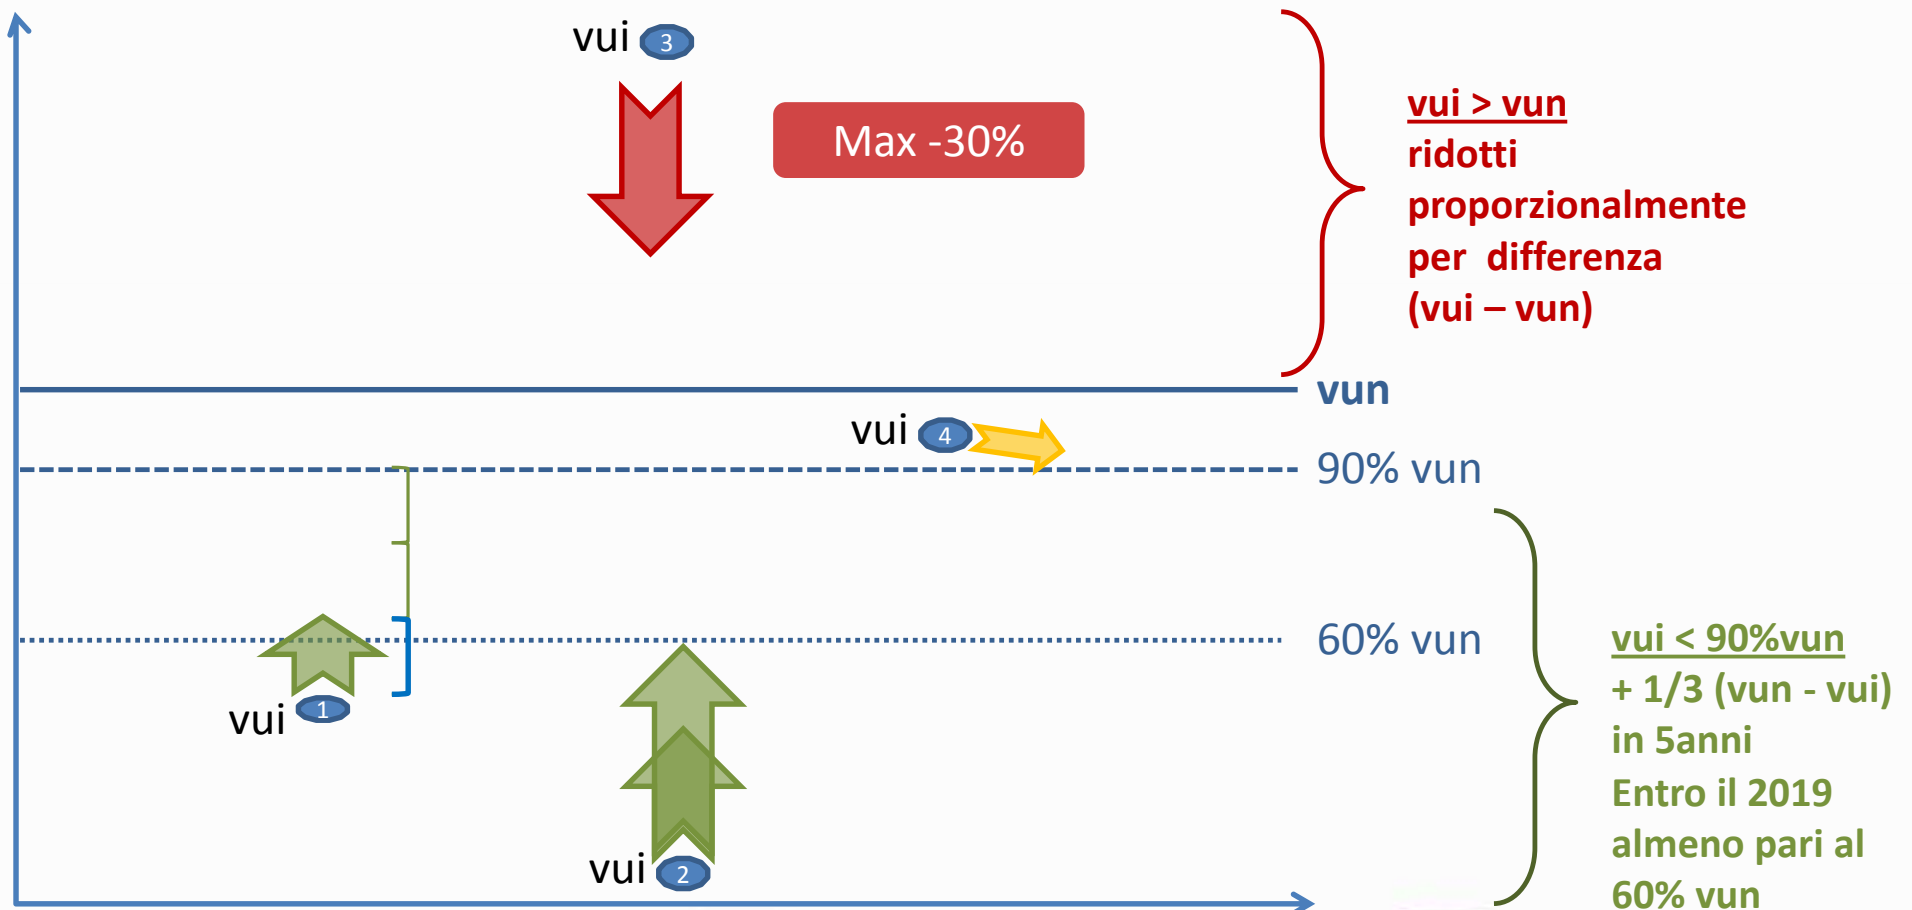 vui 3
Max -30%
vui > vun
ridotti
proporzionalmente
per differenza
(vui – vun)
vun
vui 4
90% vun
60% vun
vui 1
vui 2
vui < 90%vun
+ 1/3 (vun - vui)
in 5anni
Entro il 2019
almeno pari al
60% vun